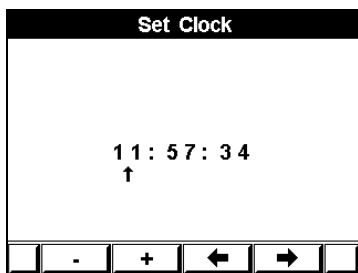 Set Clock
11:57:34
↑
- + ← →